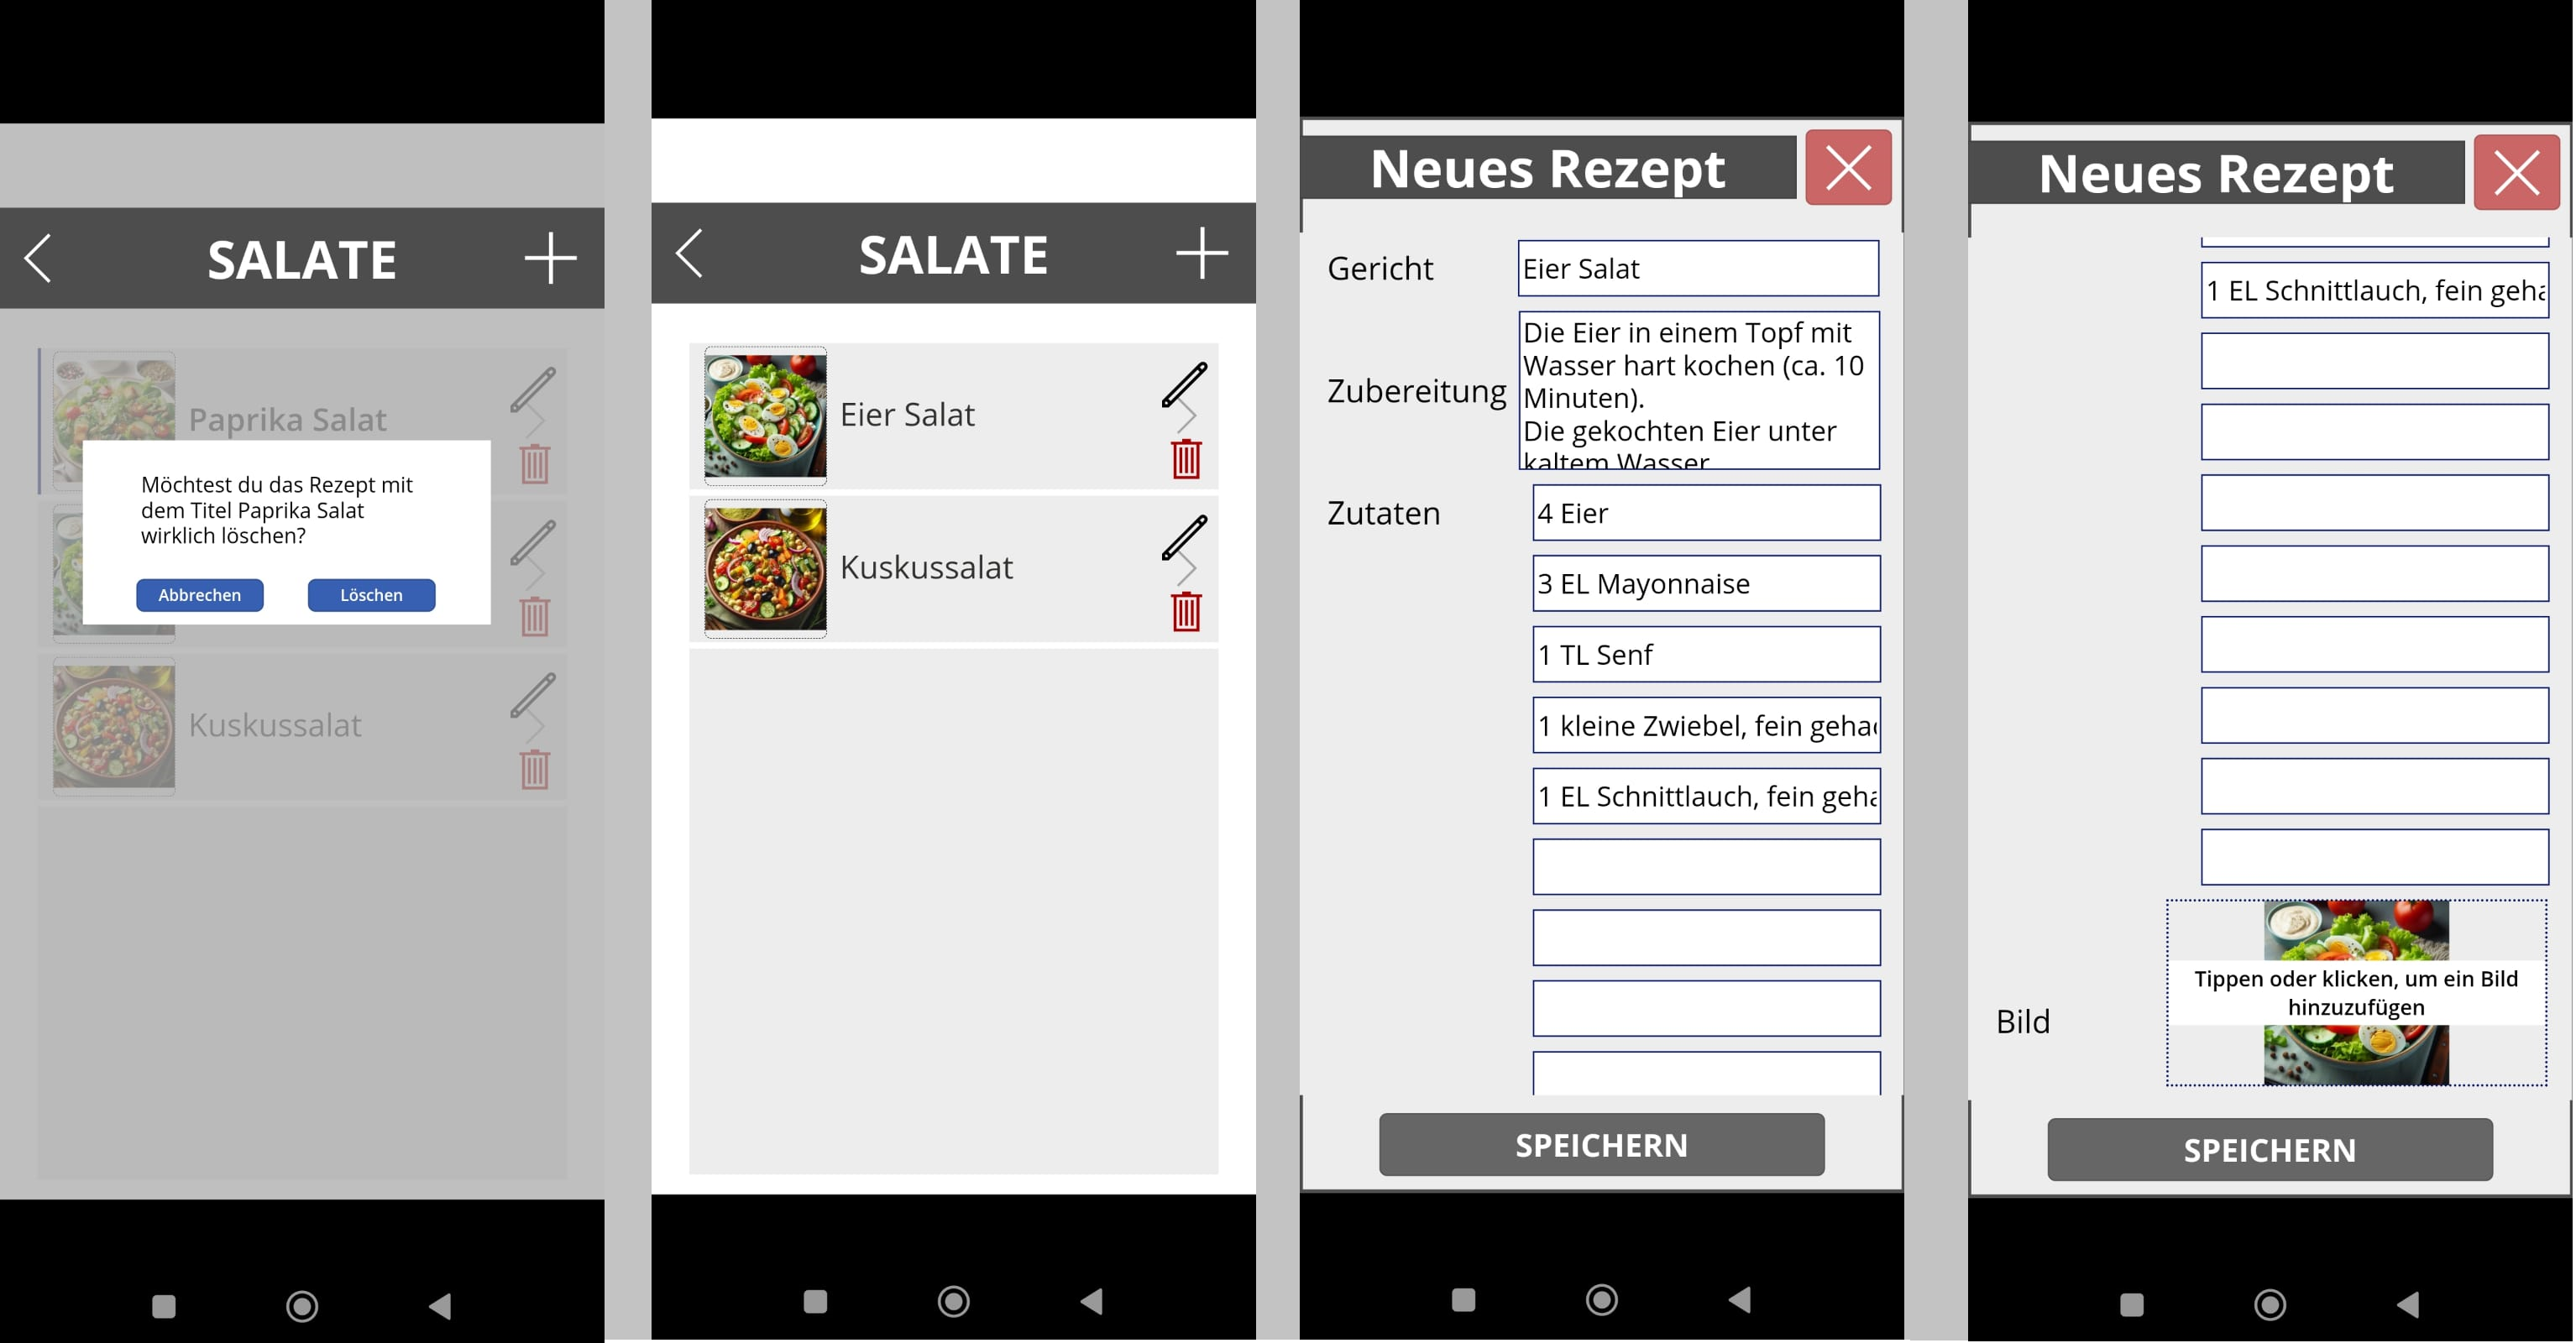 SALATE
Paprika Salat
Möchtest du das Rezept mit
dem Titel Paprika Salat
wirklich löschen?
Abbrechen
Löschen
Kuskussalat
SALATE
Eier Salat
Kuskussalat
Neues Rezept
Gericht
Eier Salat
Zubereitung
Die Eier in einem Topf mit
Wasser hart kochen (ca. 10
Minuten).
Die gekochten Eier unter
kaltem Wasser
Zutaten
4 Eier
3 EL Mayonnaise
1 TL Senf
1 kleine Zwiebel, fein geha
1 EL Schnittlauch, fein geha
SPEICHERN
Neues Rezept
1 EL Schnittlauch, fein geha
Bild
Tippen oder klicken, um ein Bild
hinzuzufügen
SPEICHERN